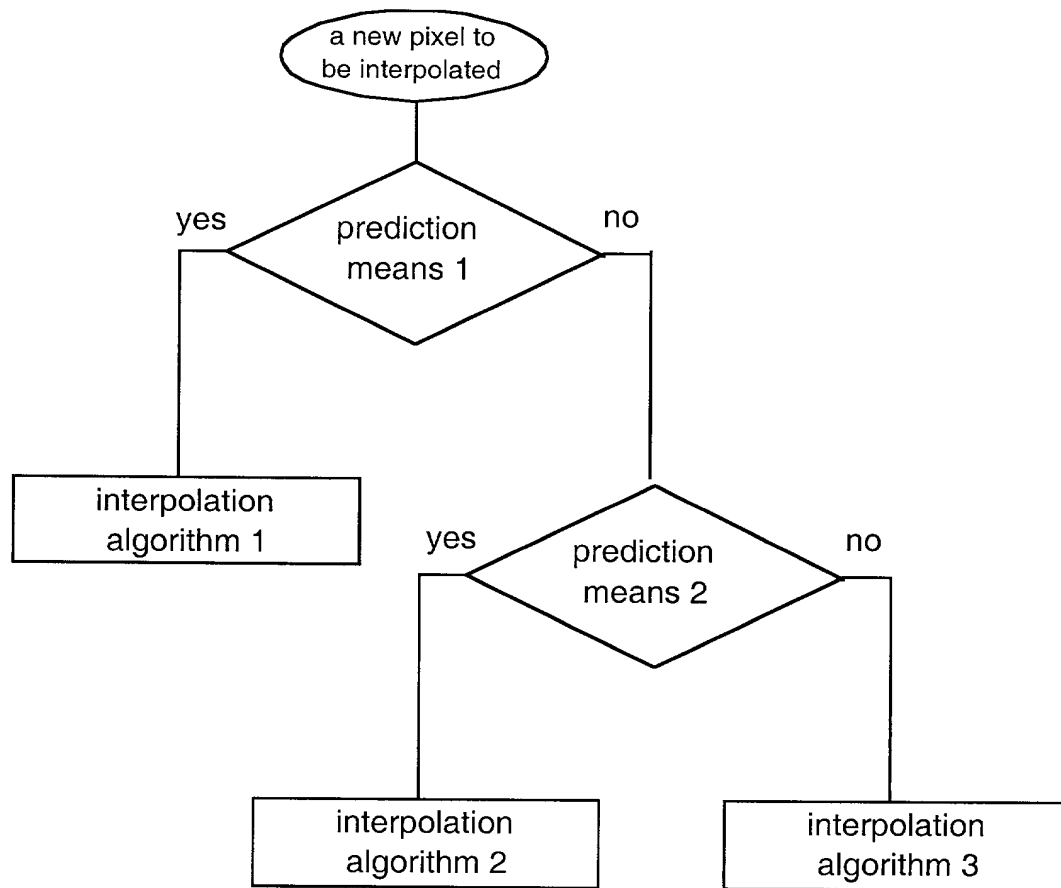 a new pixel to
be interpolated
yes
no
prediction
means 1
interpolation
algorithm 1
yes
no
prediction
means 2
interpolation
algorithm 2
interpolation
algorithm 3